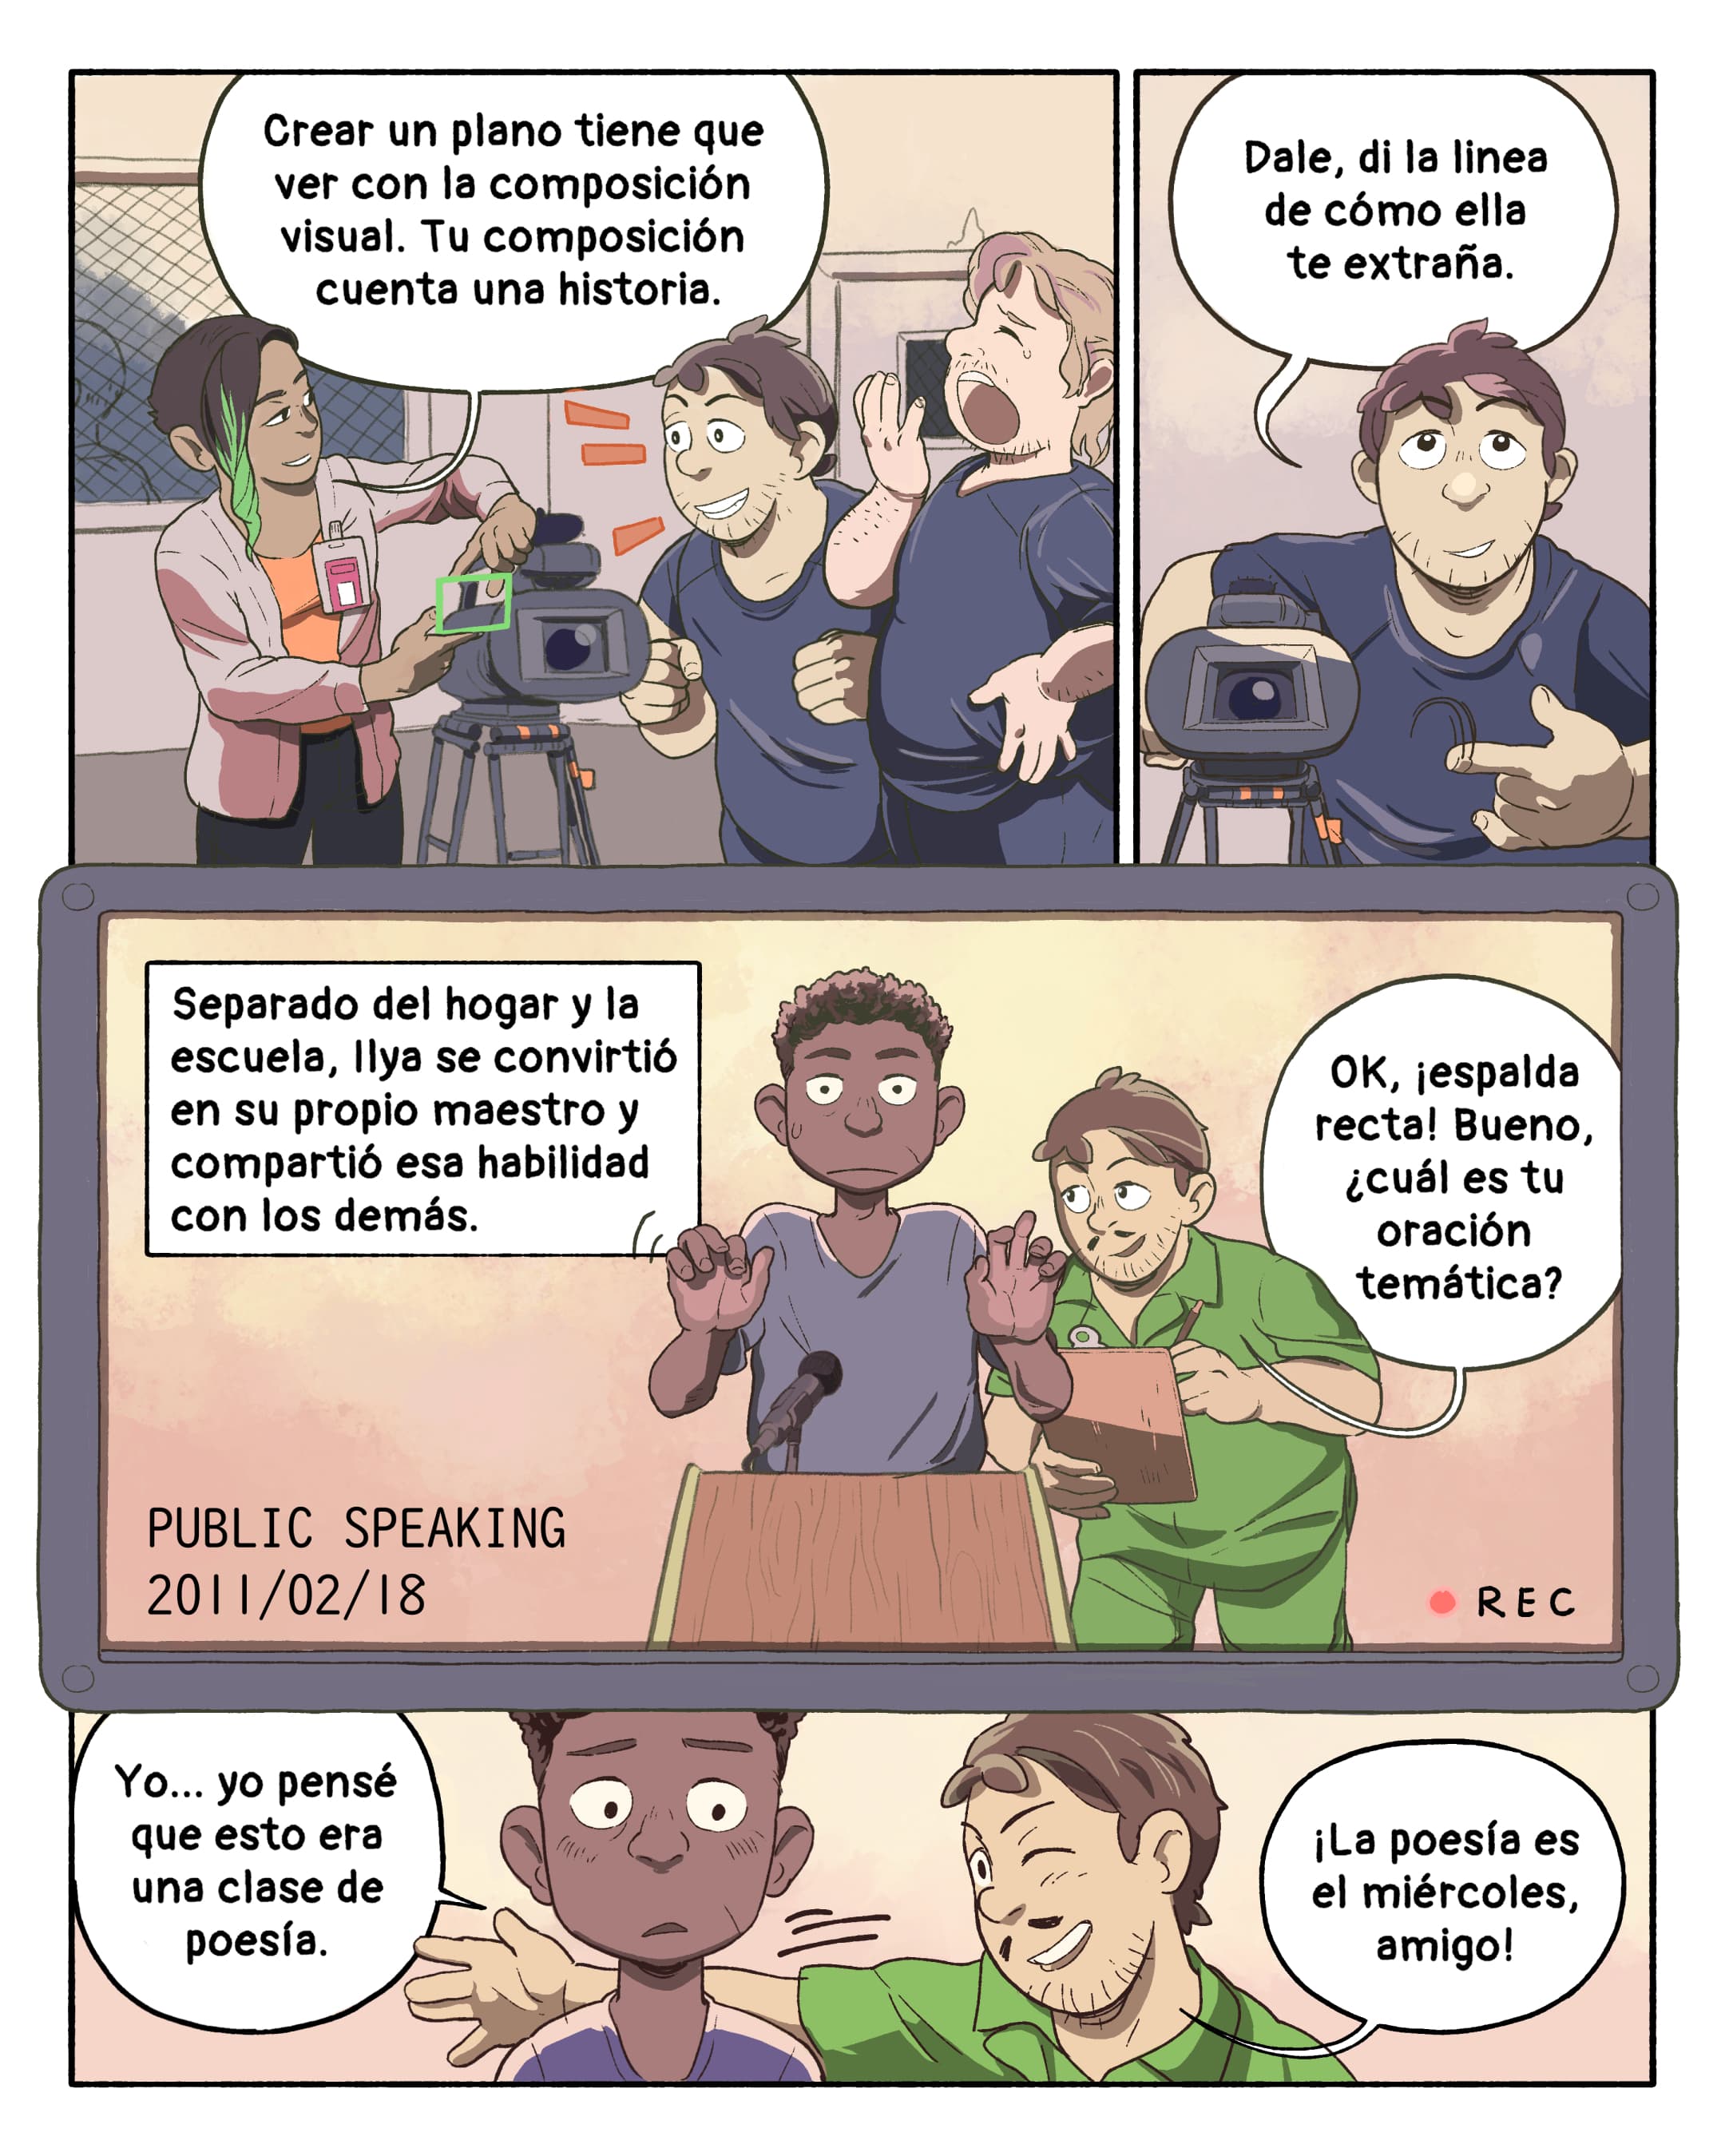 Crear un plano tiene que
ver con la composición
visual. Tu composición
cuenta una historia.
Dale, di la linea
de cómo ella
te extraña.
Separado del hogar y la
escuela, Ilya se convirtió
en su propio maestro y
compartió esa habilidad
con los demás.
OK, ¡espalda
recta! Bueno,
¿cuál es tu
oración
temática?
PUBLIC SPEAKING
2011/02/18
REC
Yo... yo pensé
que esto era
una clase de
poesía.
¡La poesía es
el miércoles,
amigo!